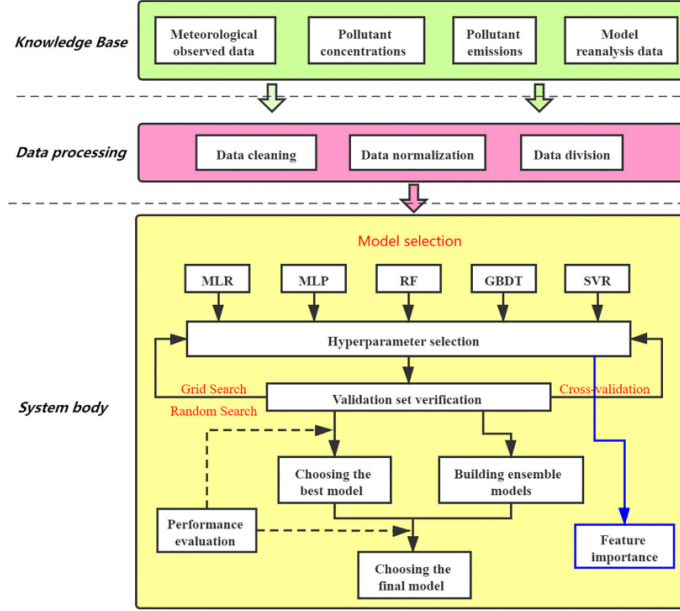 Knowledge Base
Meteorological
observed data
Pollutant
concentrations
Pollutant
emissions
Model
reanalysis data
Data processing
Data cleaning
Data normalization
Data division
System body
Model selection
MLR
MLP
RF
GBDT
SVR
Hyperparameter selection
Grid Search
Random Search
Validation set verification
Cross-validation
Choosing the
best model
Building ensemble
models
Performance
evaluation
Feature
importance
Choosing the
final model